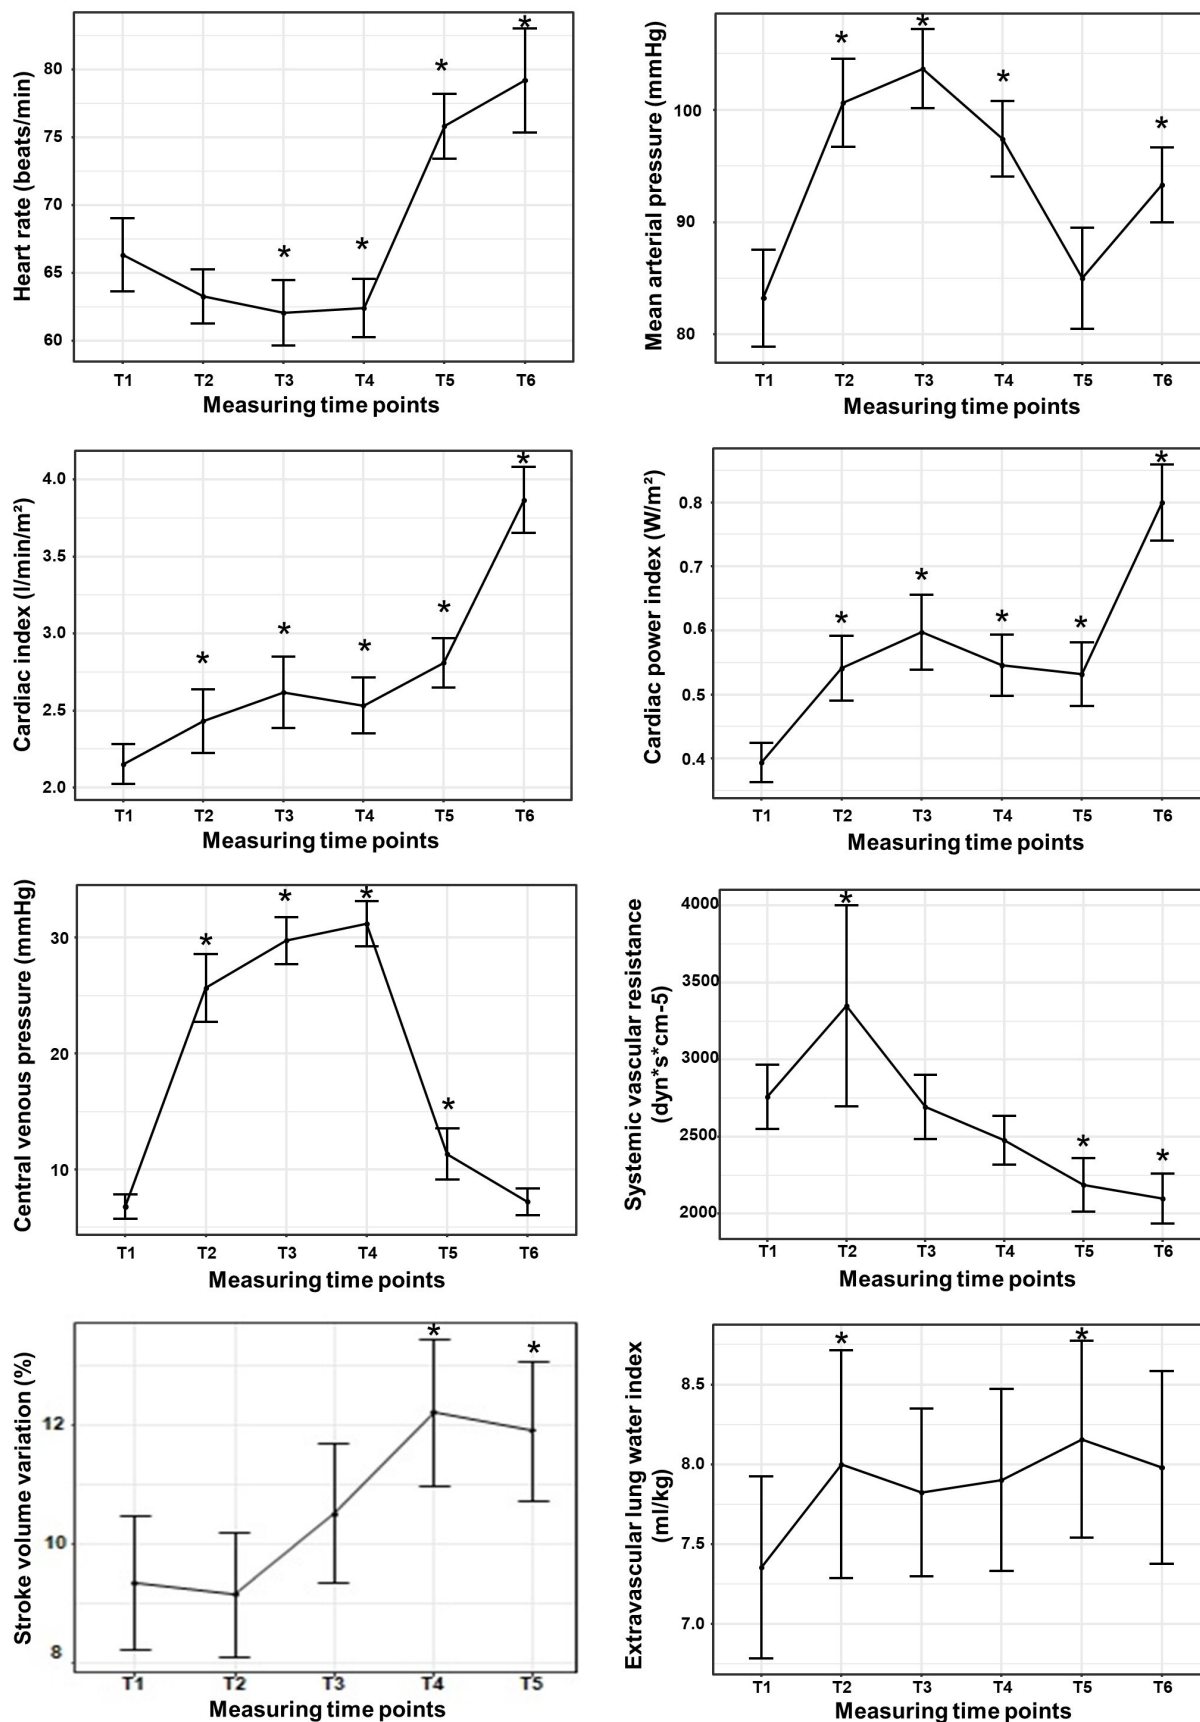 Heart rate (beats/min)
80
75
70
65
60
*
*
*
*
T1 T2 T3 T4 T5 T6
Measuring time points
Mean arterial pressure (mmHg)
100
90
80
*
*
*
*
T1 T2 T3 T4 T5 T6
Measuring time points
Cardiac index (l/min/m²)
4.0
3.5
3.0
2.5
2.0
*
*
*
*
*
T1 T2 T3 T4 T5 T6
Measuring time points
Cardiac power index (W/m²)
0.8
0.7
0.6
0.5
0.4
*
*
*
*
*
T1 T2 T3 T4 T5 T6
Measuring time points
Central venous pressure (mmHg)
30
20
10
*
*
*
*
T1 T2 T3 T4 T5 T6
Measuring time points
Systemic vascular resistance
(dyn*s*cm-5)
4000
3500
3000
2500
2000
*
*
*
T1 T2 T3 T4 T5 T6
Measuring time points
Stroke volume variation (%)
12
10
8
*
*
T1 T2 T3 T4 T5
Measuring time points
Extravascular lung water index
(ml/kg)
8.5
8.0
7.5
7.0
*
*
T1 T2 T3 T4 T5 T6
Measuring time points